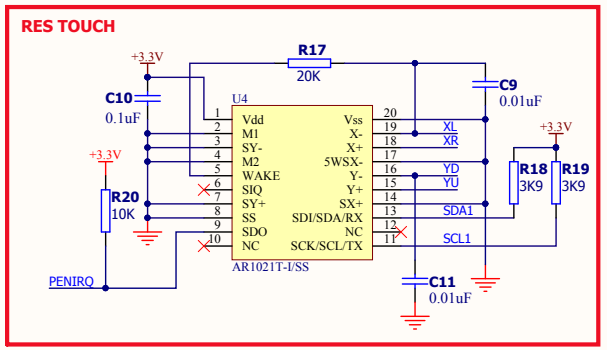 RES TOUCH
R17
20K
+3.3V
C10
0.1uF
U4
C9
0.01uF
1 Vdd Vss 20
2 M1 X- 19 XL
3 SY- X+ 18 XR
4 M2 5WSX- 17
5 WAKE Y- 16 YD
6 SIQ Y+ 15 YU
7 SY+ SX+ 14
8 SS SDI/SDA/RX 13 SDA1
9 SDO NC 12
10 NC SCK/SCL/TX 11 SCL1
AR1021T-I/SS
+3.3V
R20
10K
PENIRQ
+3.3V
R18
3K9
R19
3K9
C11
0.01uF